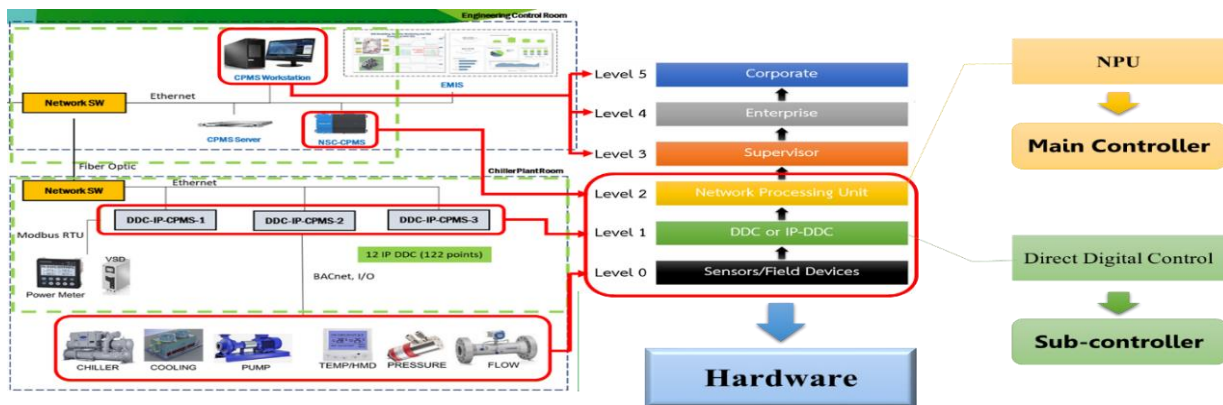 Engineering Control Room
CPMS Workstation
EMIS
Network SW
Ethernet
CPMS Server
NSC-CPMS
Fiber Optic
Chiller Plant Room
Network SW
Ethernet
DDC-IP-CPMS-1
DDC-IP-CPMS-2
DDC-IP-CPMS-3
Modbus RTU
VSD
12 IP DDC (122 points)
Power Meter
BACnet, I/O
CHILLER
COOLING
PUMP
TEMP/HMD
PRESSURE
FLOW
Level 5
Corporate
Level 4
Enterprise
Level 3
Supervisor
Level 2
Network Processing Unit
Level 1
DDC or IP-DDC
Level 0
Sensors/Field Devices
Hardware
NPU
Main Controller
Direct Digital Control
Sub-controller